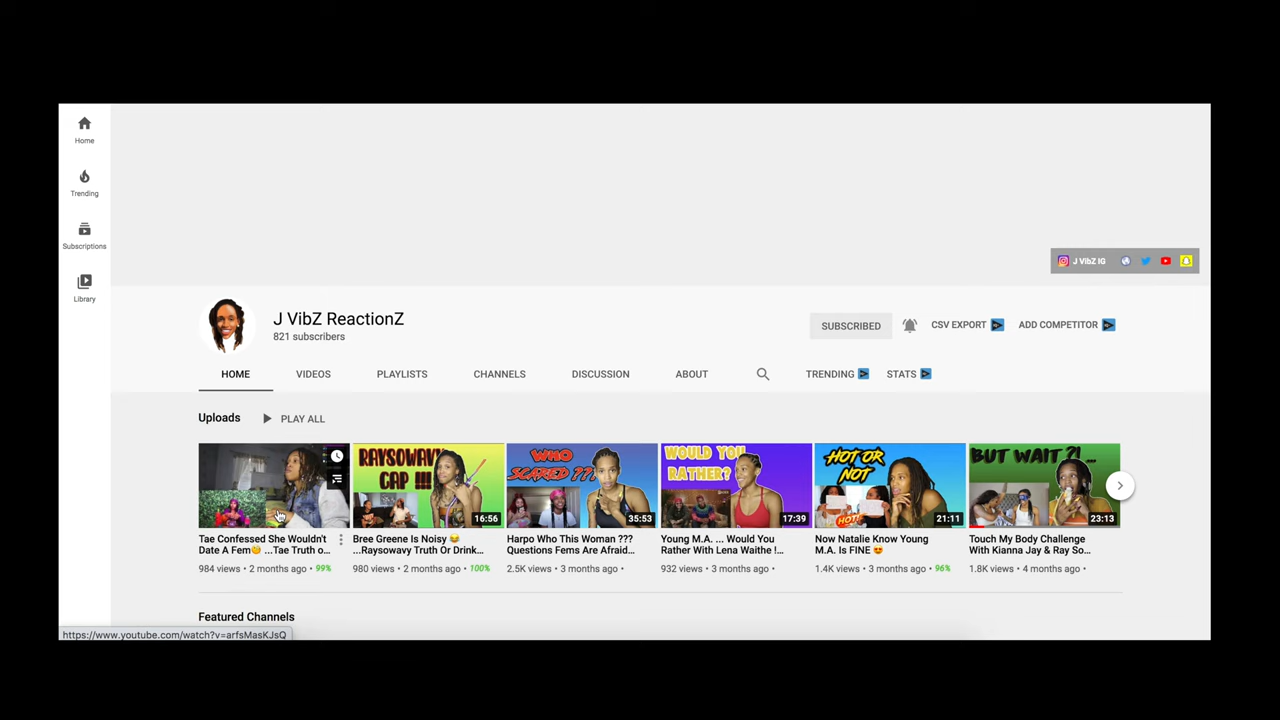 Home
Trending
Subscriptions
Library
J VibZ IG
J VibZ ReactionZ
821 subscribers
SUBSCRIBED
CSV EXPORT
ADD COMPETITOR
HOME
VIDEOS
PLAYLISTS
CHANNELS
DISCUSSION
ABOUT
TRENDING
STATS
Uploads
PLAY ALL
Tae Confessed She Wouldn't
Date A Fem😏 ...Tae Truth o...
984 views • 2 months ago • 99%
RAYSOWAVY
CAP !!!
16:56
Bree Greene Is Noisy 😂
...Raysowavy Truth Or Drink...
980 views • 2 months ago • 100%
WHO
SCARED ???
35:53
Harpo Who This Woman ???
Questions Fems Are Afraid...
2.5K views • 3 months ago •
WOULD YOU
RATHER?
17:39
Young M.A. ... Would You
Rather With Lena Waithe !...
932 views • 3 months ago •
HOT OR
NOT
HOT!
21:11
Now Natalie Know Young
M.A. Is FINE 😍
1.4K views • 3 months ago • 96%
BUT WAIT ?! ...
23:13
Touch My Body Challenge
With Kianna Jay & Ray So...
1.8K views • 4 months ago •
Featured Channels
https://www.youtube.com/watch?v=arfsMasKJsQ